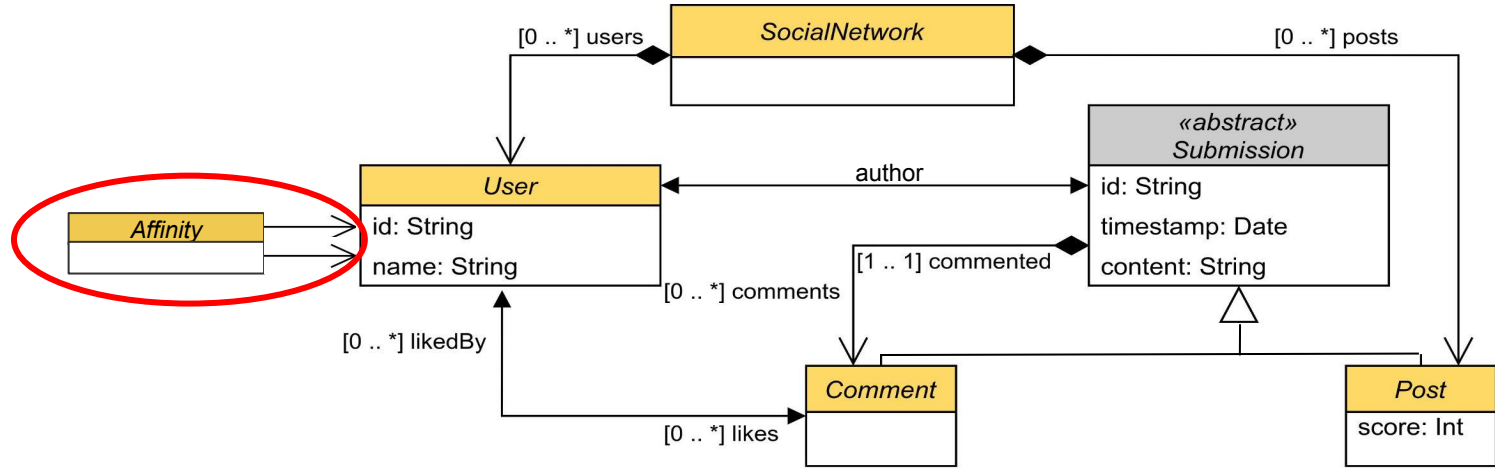 SocialNetwork
[0 .. *] users
[0 .. *] posts
«abstract»
Submission
id: String
timestamp: Date
content: String
author
User
id: String
name: String
Affinity
[1 .. 1] commented
[0 .. *] comments
[0 .. *] likedBy
[0 .. *] likes
Comment
Post
score: Int